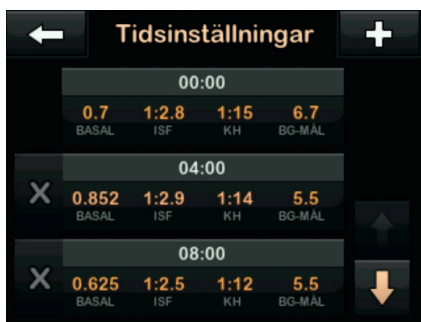 Tidsinställningar
00:00
0.7 1:2.8 1:15 6.7
BASAL ISF KH BG-MÅL
04:00
X
0.852 1:2.9 1:14 5.5
BASAL ISF KH BG-MÅL
08:00
X
0.625 1:2.5 1:12 5.5
BASAL ISF KH BG-MÅL